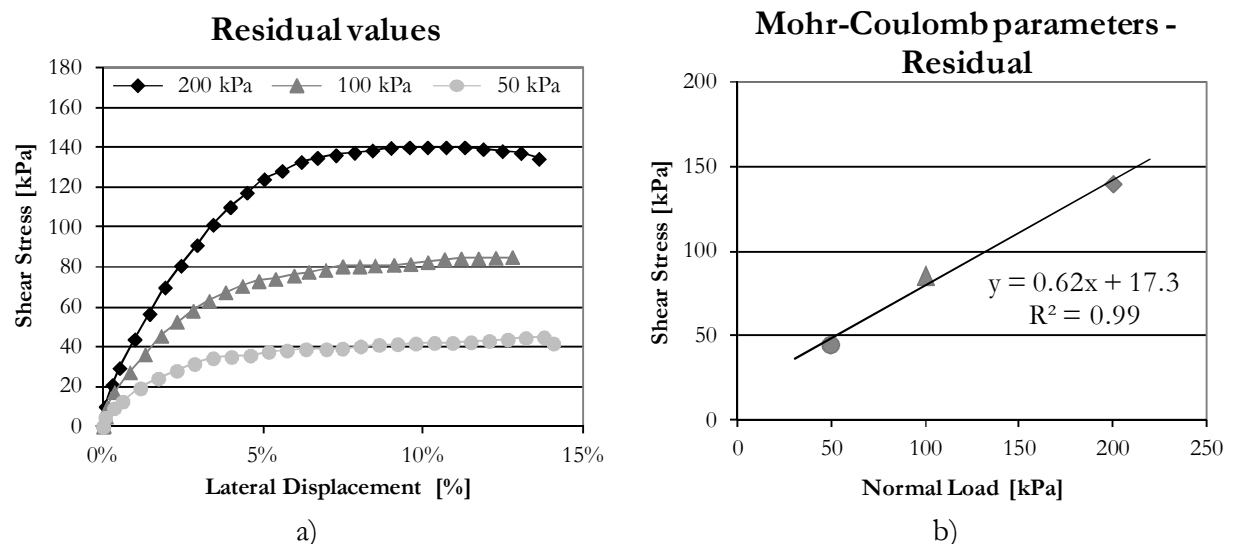 Residual values
200 kPa 100 kPa 50 kPa
180
160
140
120
100
80
60
40
20
0
0% 5% 10% 15%
Shear Stress [kPa]
Lateral Displacement [%]
a)
Mohr-Coulomb parameters -
Residual
200
150
100
50
0
0 50 100 150 200 250
y = 0.62x + 17.3
R² = 0.99
Shear Stress [kPa]
Normal Load [kPa]
b)